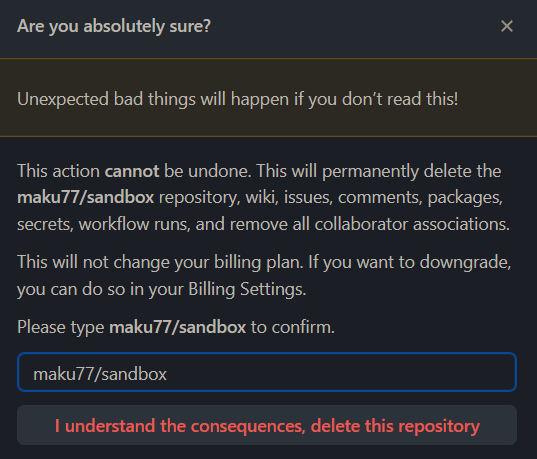 Are you absolutely sure?
Unexpected bad things will happen if you don’t read this!
This action cannot be undone. This will permanently delete the
maku77/sandbox repository, wiki, issues, comments, packages,
secrets, workflow runs, and remove all collaborator associations.
This will not change your billing plan. If you want to downgrade,
you can do so in your Billing Settings.
Please type maku77/sandbox to confirm.
maku77/sandbox
I understand the consequences, delete this repository